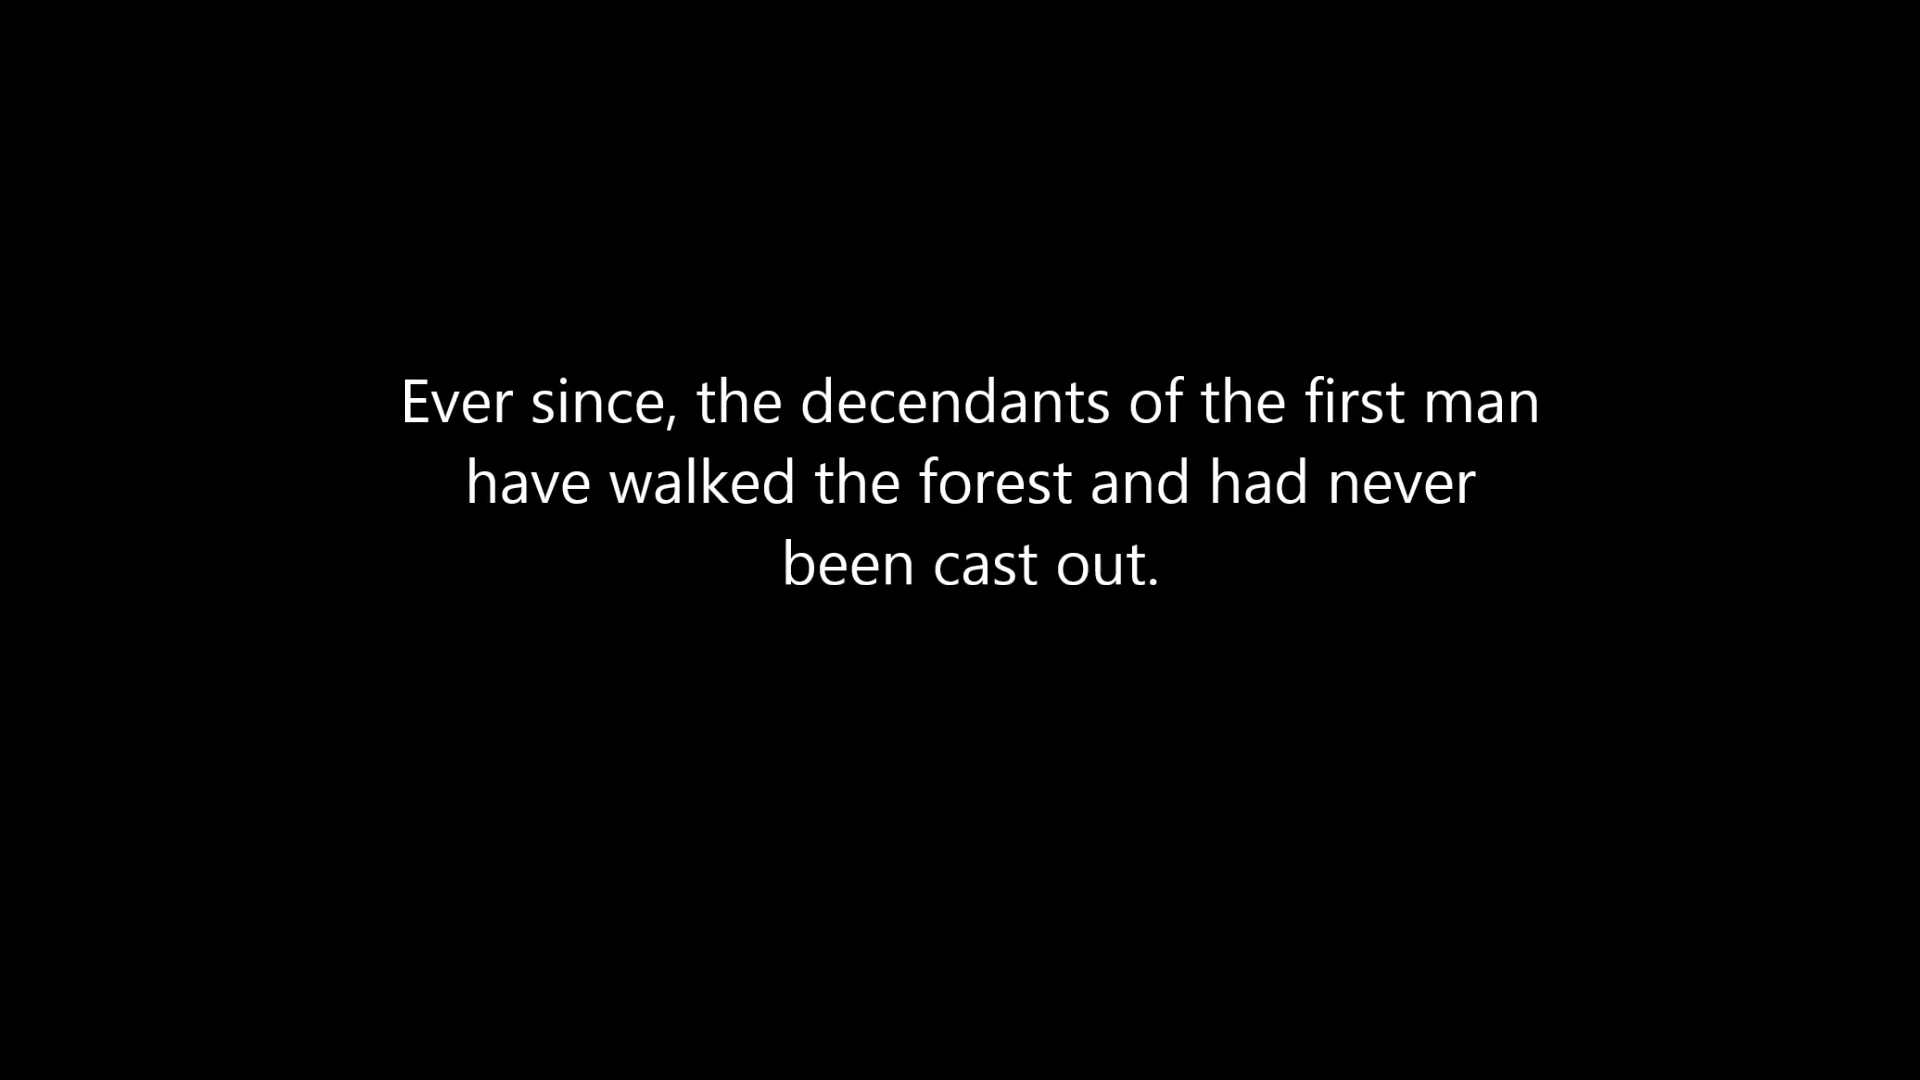 Ever since, the decendants of the first man
have walked the forest and had never
been cast out.